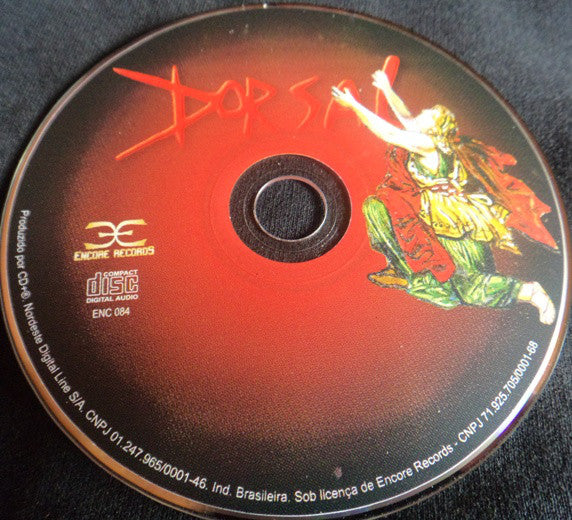 DORSAL
ENCORE RECORDS
COMPACT
disc
DIGITAL AUDIO
ENC 084
Produzido por CD+®. Nordeste Digital Line S/A. CNPJ 01.247.965/0001-46. Ind. Brasileira. Sob licença de Encore Records - CNPJ 71.925.705/0001-68